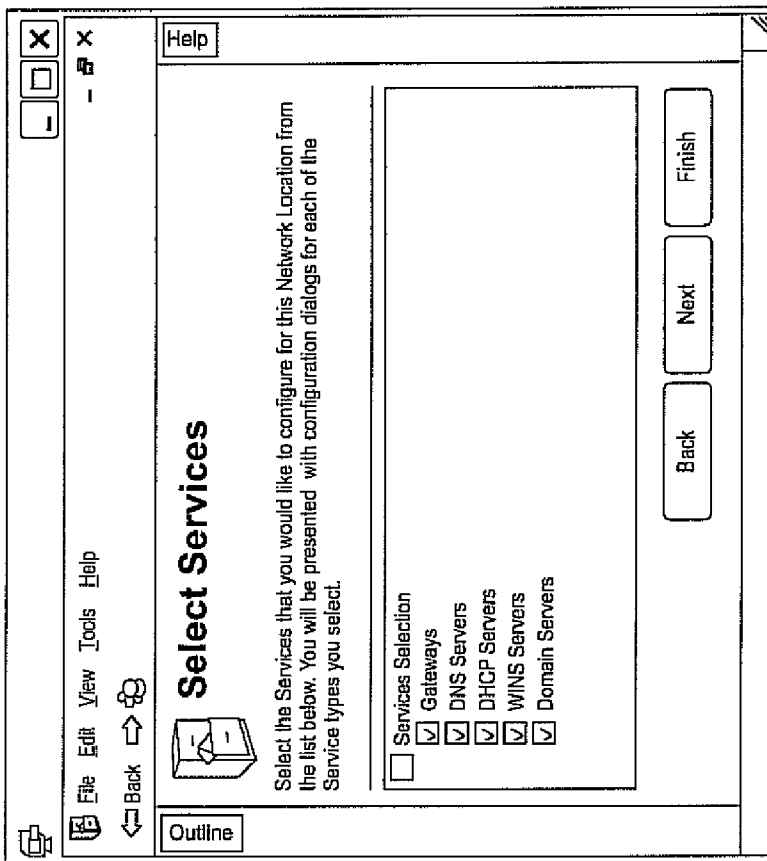 File Edit View Tools Help
Back
Outline
Help
Select Services
Select the Services that you would like to configure for this Network Location from
the list below. You will be presented with configuration dialogs for each of the
Service types you select.
Services Selection
Gateways
DNS Servers
DHCP Servers
WINS Servers
Domain Servers
Back Next Finish